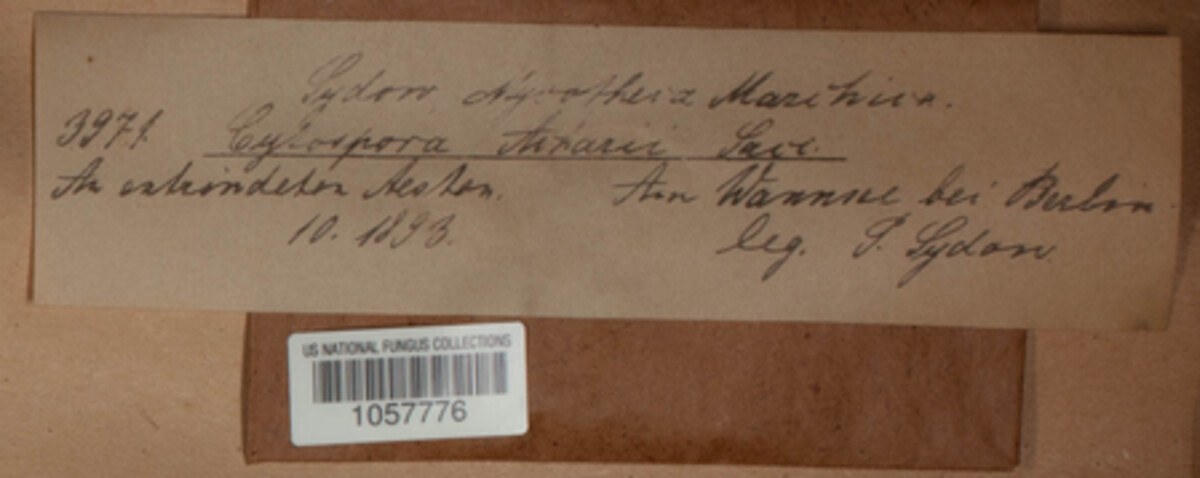 Sydow, Mycotheca Marchica.
3971. Cytospora Sacc.
An entrindeten Aesten. Am Wannsee bei Berlin.
10. 1893. leg. P. Sydow.
US NATIONAL FUNGUS COLLECTIONS
1057776